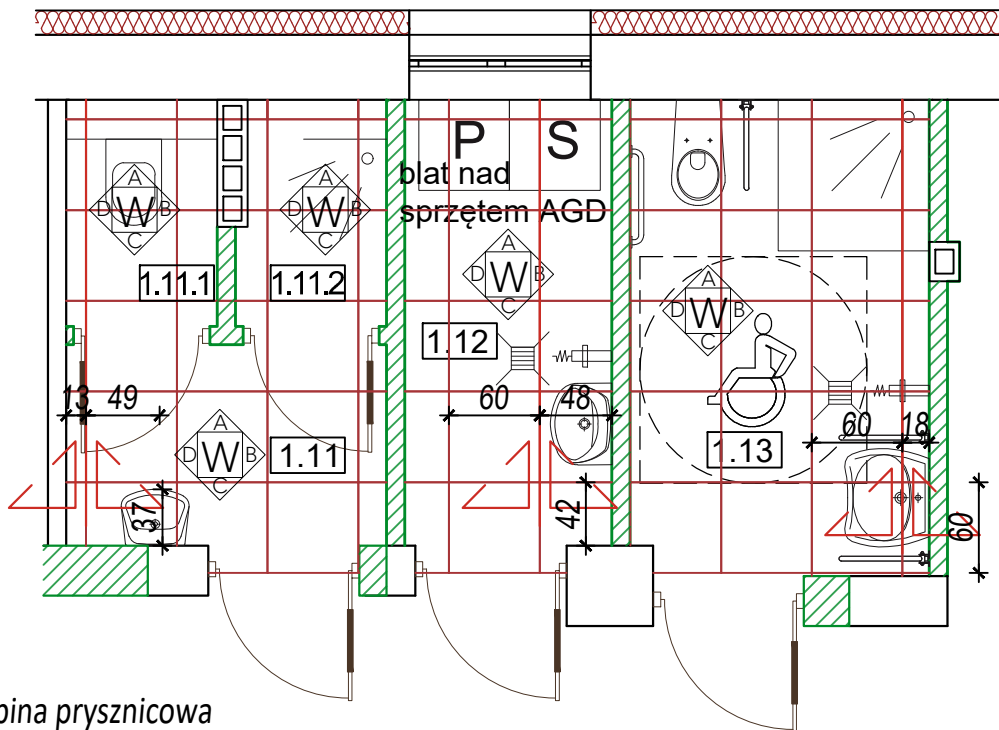 P S
blat nad
sprzętem AGD
A
D W B
C
A
D W B
C
A
D W B
C
A
D W B
C
1.11.1
1.11.2
1.12
13 49
60 48
60 18
A
D W B
C
1.11
1.13
37
42
60
bina prysznicowa